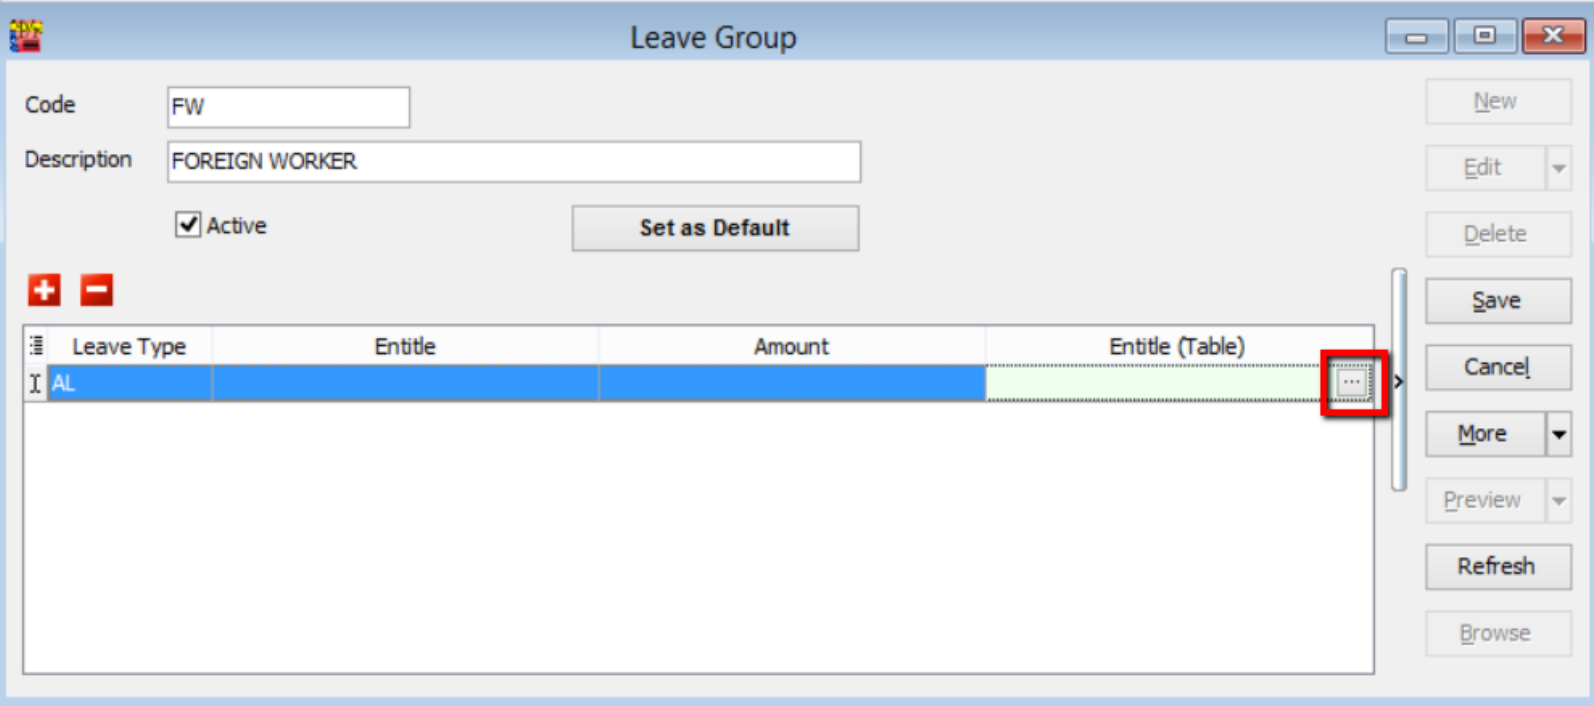 Leave Group
Code FW
Description FOREIGN WORKER
Active Set as Default
Leave Type Entitle Amount Entitle (Table)
AL ...
New
Edit
Delete
Save
Cancel
More
Preview
Refresh
Browse